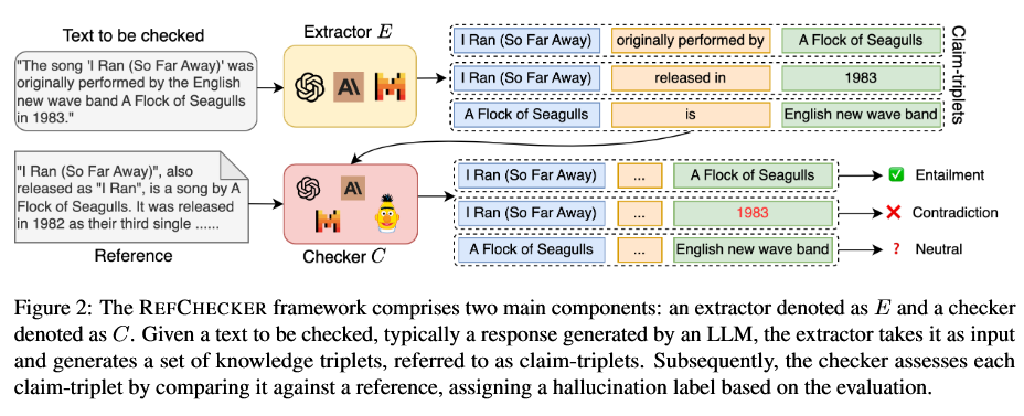 Text to be checked
"The song 'I Ran (So Far Away)' was
originally performed by the English
new wave band A Flock of Seagulls
in 1983."
Extractor E
I Ran (So Far Away) originally performed by A Flock of Seagulls
I Ran (So Far Away) released in 1983
A Flock of Seagulls is English new wave band
Claim-triplets
"I Ran (So Far Away)", also
released as "I Ran", is a song by A
Flock of Seagulls. It was released
in 1982 as their third single ......
Reference
Checker C
I Ran (So Far Away) ... A Flock of Seagulls Entailment
I Ran (So Far Away) ... 1983 Contradiction
A Flock of Seagulls ... English new wave band ? Neutral
Figure 2: The REFCHECKER framework comprises two main components: an extractor denoted as E and a checker
denoted as C. Given a text to be checked, typically a response generated by an LLM, the extractor takes it as input
and generates a set of knowledge triplets, referred to as claim-triplets. Subsequently, the checker assesses each
claim-triplet by comparing it against a reference, assigning a hallucination label based on the evaluation.